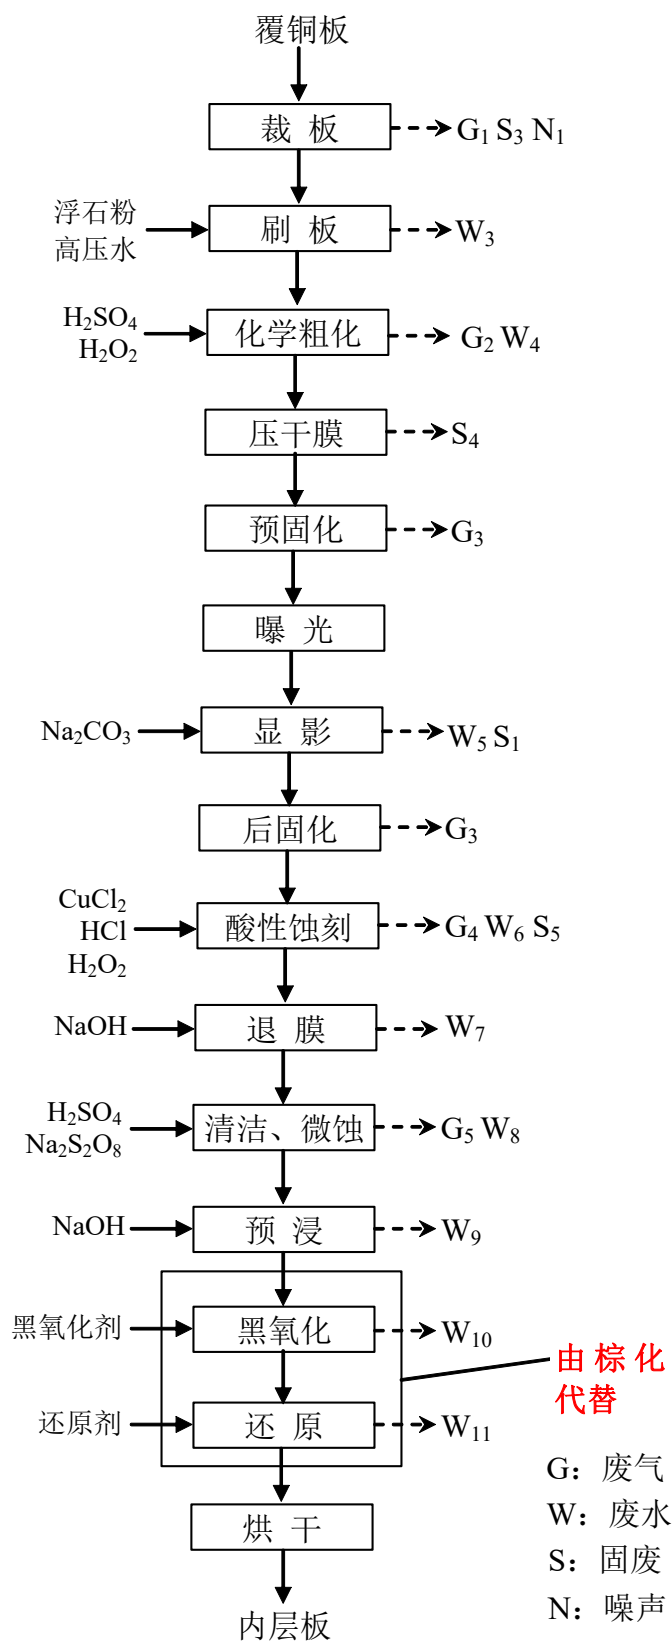 覆铜板
裁 板
G₁ S₃ N₁
浮石粉
高压水
刷 板
W₃
H₂SO₄
H₂O₂
化学粗化
G₂ W₄
压干膜
S₄
预固化
G₃
曝 光
Na₂CO₃
显 影
W₅ S₁
后固化
G₃
CuCl₂
HCl
H₂O₂
酸性蚀刻
G₄ W₆ S₅
NaOH
退 膜
W₇
H₂SO₄
Na₂S₂O₈
清洁、微蚀
G₅ W₈
NaOH
预 浸
W₉
黑氧化剂
黑氧化
W₁₀
由棕化
代替
还原剂
还 原
W₁₁
烘 干
内层板
G：废气
W：废水
S：固废
N：噪声